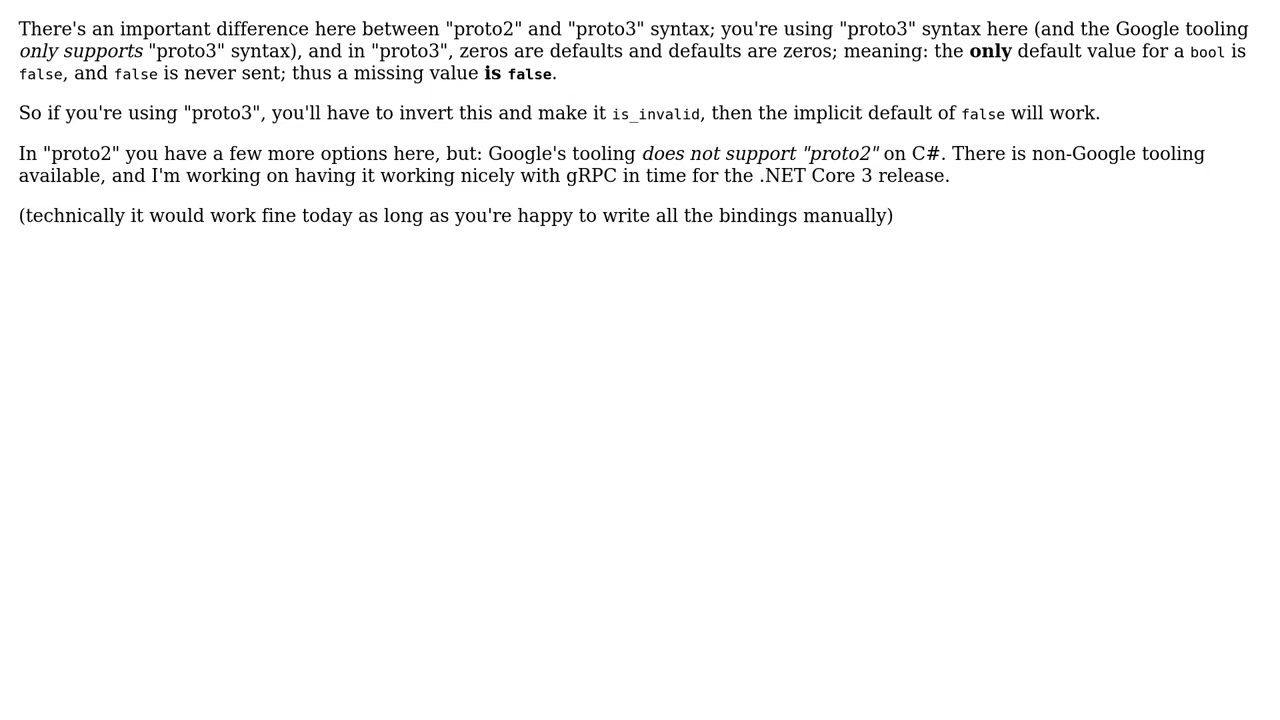 There's an important difference here between "proto2" and "proto3" syntax; you're using "proto3" syntax here (and the Google tooling
only supports "proto3" syntax), and in "proto3", zeros are defaults and defaults are zeros; meaning: the only default value for a bool is
false, and false is never sent; thus a missing value is false.
So if you're using "proto3", you'll have to invert this and make it is_invalid, then the implicit default of false will work.
In "proto2" you have a few more options here, but: Google's tooling does not support "proto2" on C#. There is non-Google tooling
available, and I'm working on having it working nicely with gRPC in time for the .NET Core 3 release.
(technically it would work fine today as long as you're happy to write all the bindings manually)